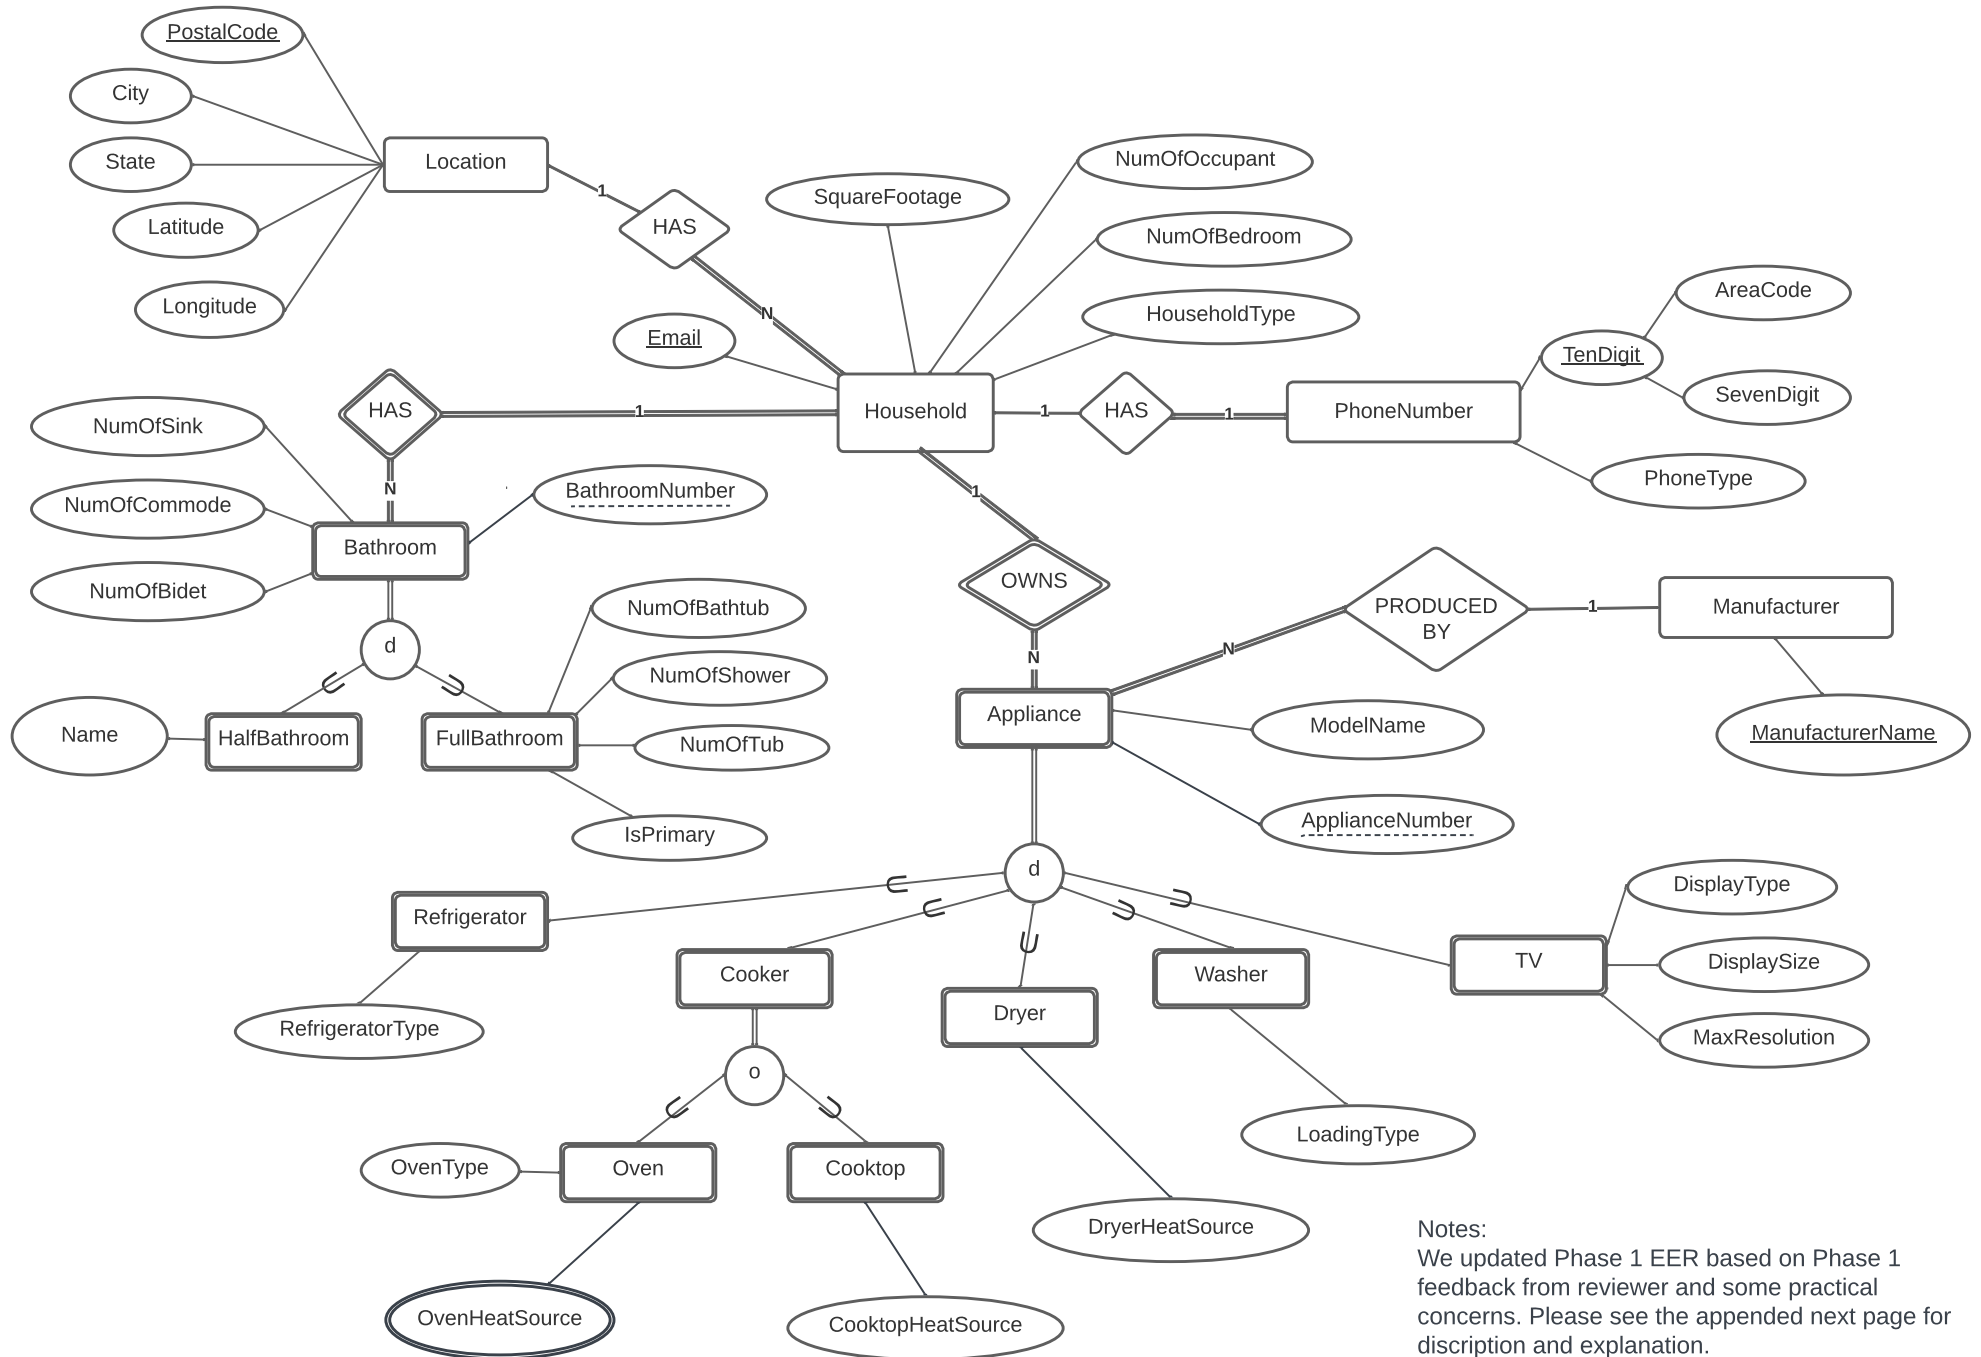 PostalCode
City
State
Latitude
Longitude
Location
1
HAS
N
SquareFootage
NumOfOccupant
NumOfBedroom
HouseholdType
Email
Household
1
HAS
1
PhoneNumber
TenDigit
AreaCode
SevenDigit
PhoneType
HAS
1
N
NumOfSink
NumOfCommode
NumOfBidet
Bathroom
BathroomNumber
d
Name
HalfBathroom
FullBathroom
NumOfBathtub
NumOfShower
NumOfTub
IsPrimary
1
OWNS
N
Appliance
N
PRODUCED
BY
1
Manufacturer
ManufacturerName
ModelName
ApplianceNumber
d
Refrigerator
RefrigeratorType
Cooker
Dryer
Washer
TV
DisplayType
DisplaySize
MaxResolution
o
OvenType
Oven
Cooktop
LoadingType
DryerHeatSource
OvenHeatSource
CooktopHeatSource
Notes:
We updated Phase 1 EER based on Phase 1
feedback from reviewer and some practical
concerns. Please see the appended next page for
discription and explanation.